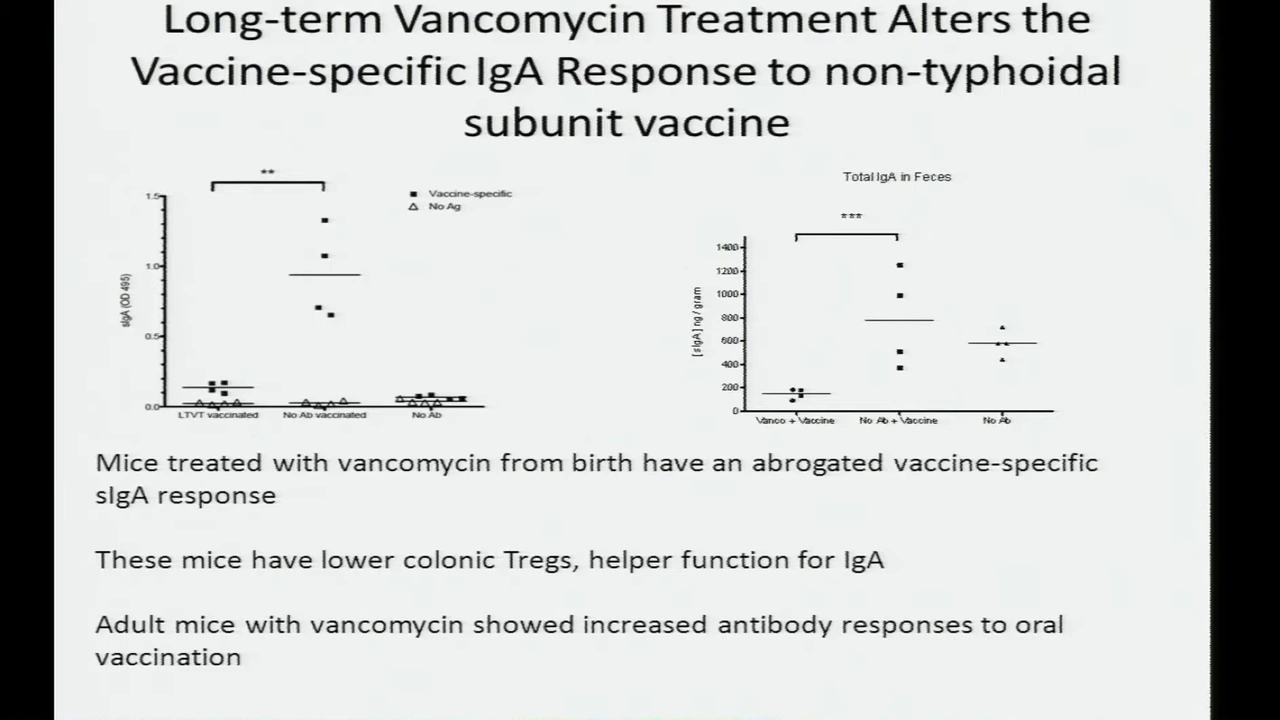 Long-term Vancomycin Treatment Alters the
Vaccine-specific IgA Response to non-typhoidal
subunit vaccine
**
1.5
1.0
0.5
0.0
sIgA (OD 495)
Vaccine-specific
No Ag
LTVT vaccinated
No Ab vaccinated
No Ab
Total IgA in Feces
***
1400
1200
1000
800
600
400
200
0
[sIgA] ng / gram
Vanco + Vaccine
No Ab + Vaccine
No Ab
Mice treated with vancomycin from birth have an abrogated vaccine-specific
sIgA response
These mice have lower colonic Tregs, helper function for IgA
Adult mice with vancomycin showed increased antibody responses to oral
vaccination